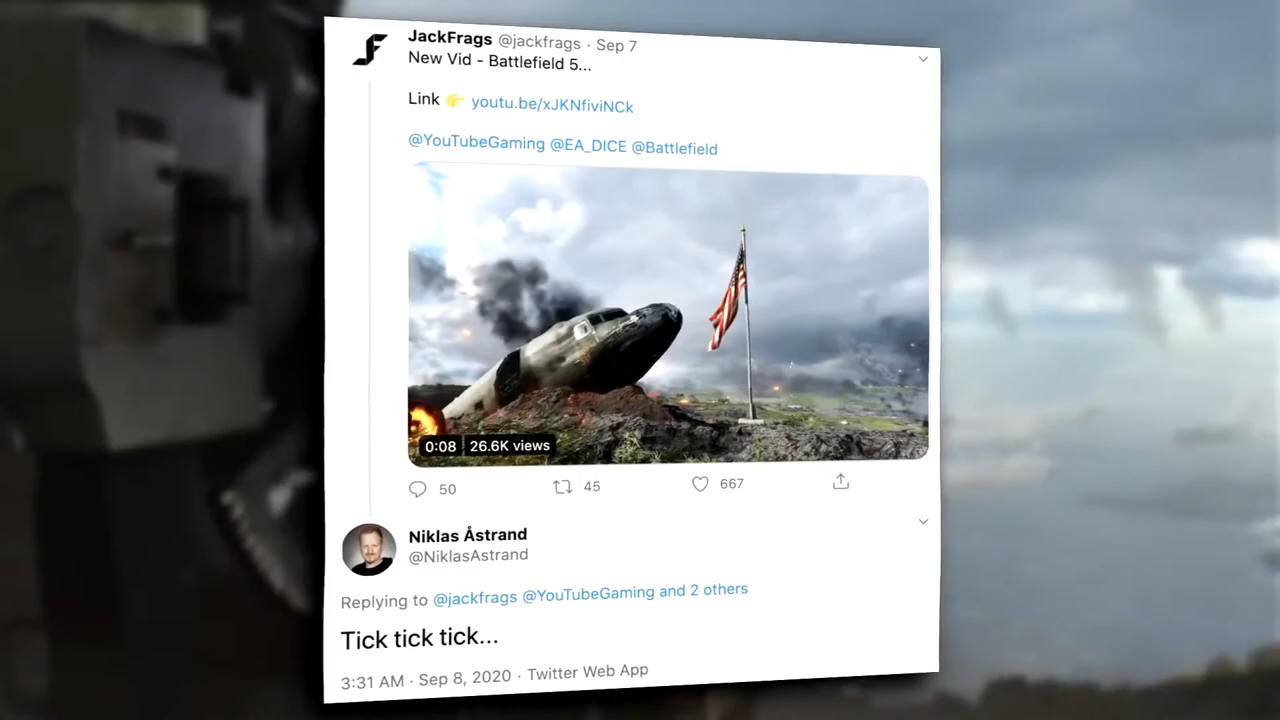 JackFrags @jackfrags · Sep 7
New Vid - Battlefield 5...
Link 👉 youtu.be/xJKNfiviNCk
@YouTubeGaming @EA_DICE @Battlefield
0:08 26.6K views
50 45 667
Niklas Åstrand
@NiklasAstrand
Replying to @jackfrags @YouTubeGaming and 2 others
Tick tick tick...
3:31 AM · Sep 8, 2020 · Twitter Web App